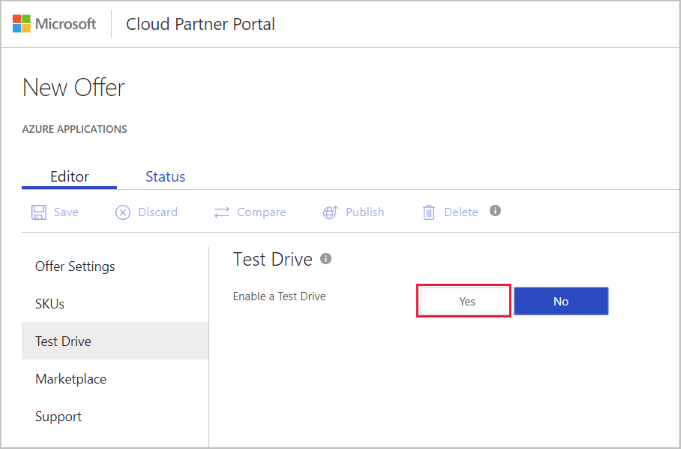 Microsoft Cloud Partner Portal
New Offer
AZURE APPLICATIONS
Editor Status
Save Discard Compare Publish Delete
Offer Settings
SKUs
Test Drive
Marketplace
Support
Test Drive
Enable a Test Drive Yes No